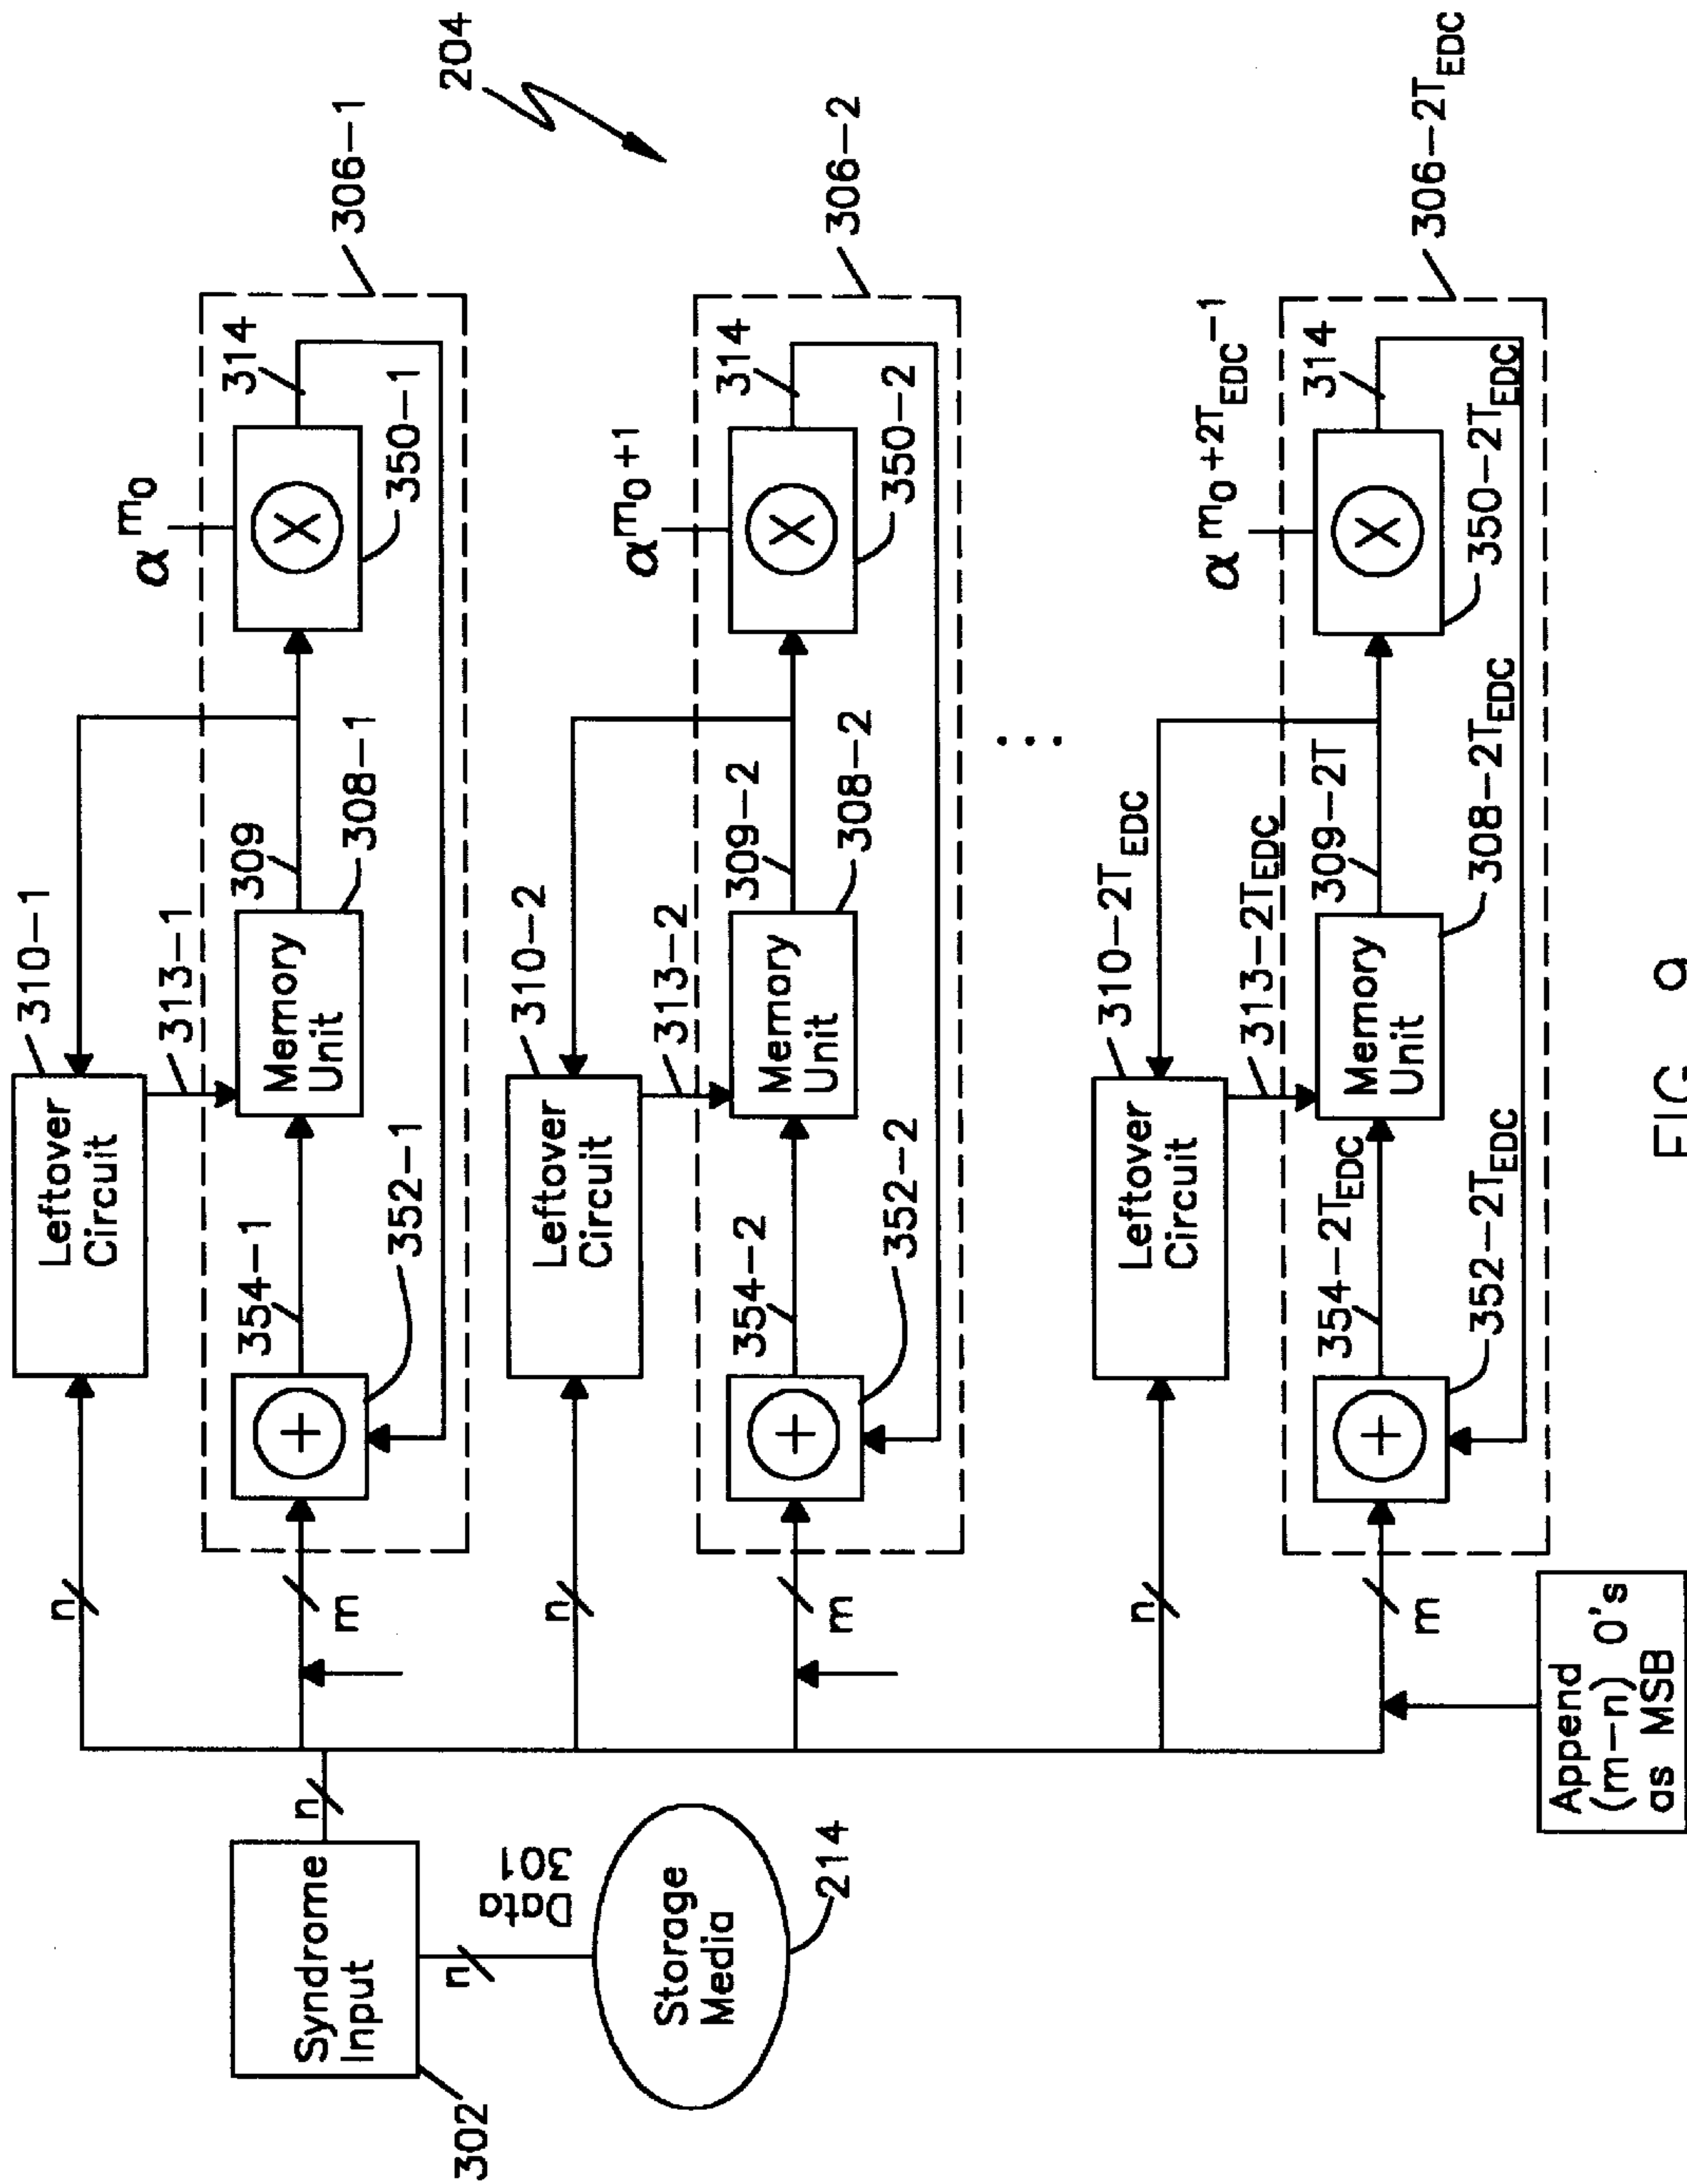 204
310-1
Leftover
Circuit
n
313-1
306-1
354-1
309
314
α^m₀
Memory
Unit
308-1
350-1
352-1
m
Syndrome
Input
302
n
n
Data
301
Storage
Media
214
310-2
Leftover
Circuit
n
313-2
306-2
354-2
309-2
314
α^m₀+1
Memory
Unit
308-2
350-2
352-2
m
...
310-2T_EDC
Leftover
Circuit
n
313-2T_EDC
306-2T_EDC
354-2T_EDC
309-2T
314
α^m₀+2T_EDC-1
Memory
Unit
308-2T_EDC
350-2T_EDC
352-2T_EDC
m
Append
(m-n) 0's
as MSB
FIG. 9